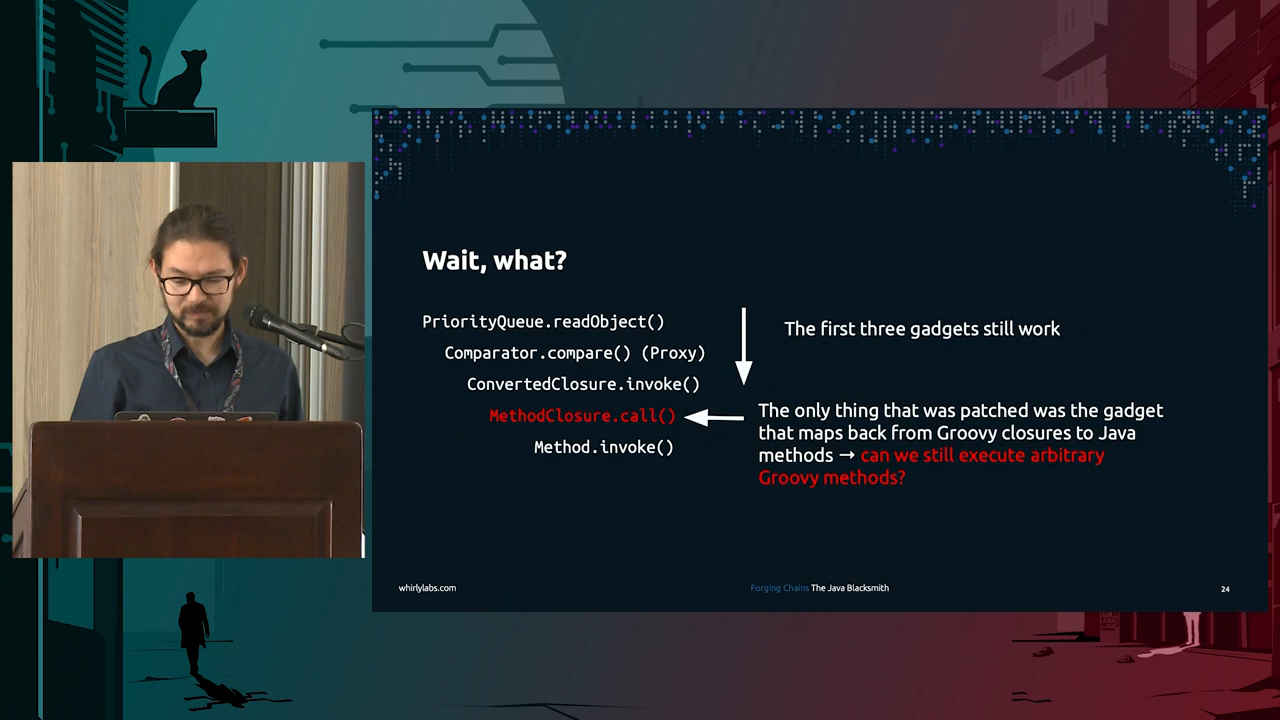 Wait, what?
PriorityQueue.readObject()
Comparator.compare() (Proxy)
ConvertedClosure.invoke()
MethodClosure.call()
Method.invoke()
The first three gadgets still work
The only thing that was patched was the gadget
that maps back from Groovy closures to Java
methods → can we still execute arbitrary
Groovy methods?
whirlylabs.com
Forging Chains The Java Blacksmith
24